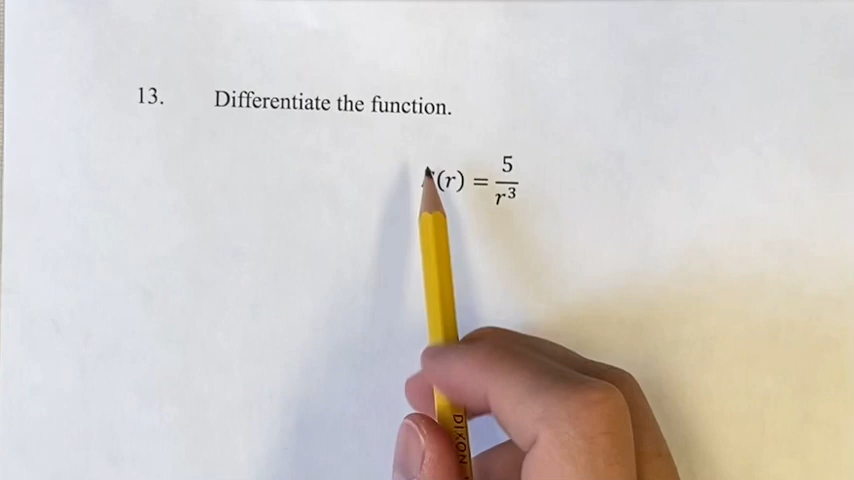 13. Differentiate the function.
(r) = 5/r³
DIXON